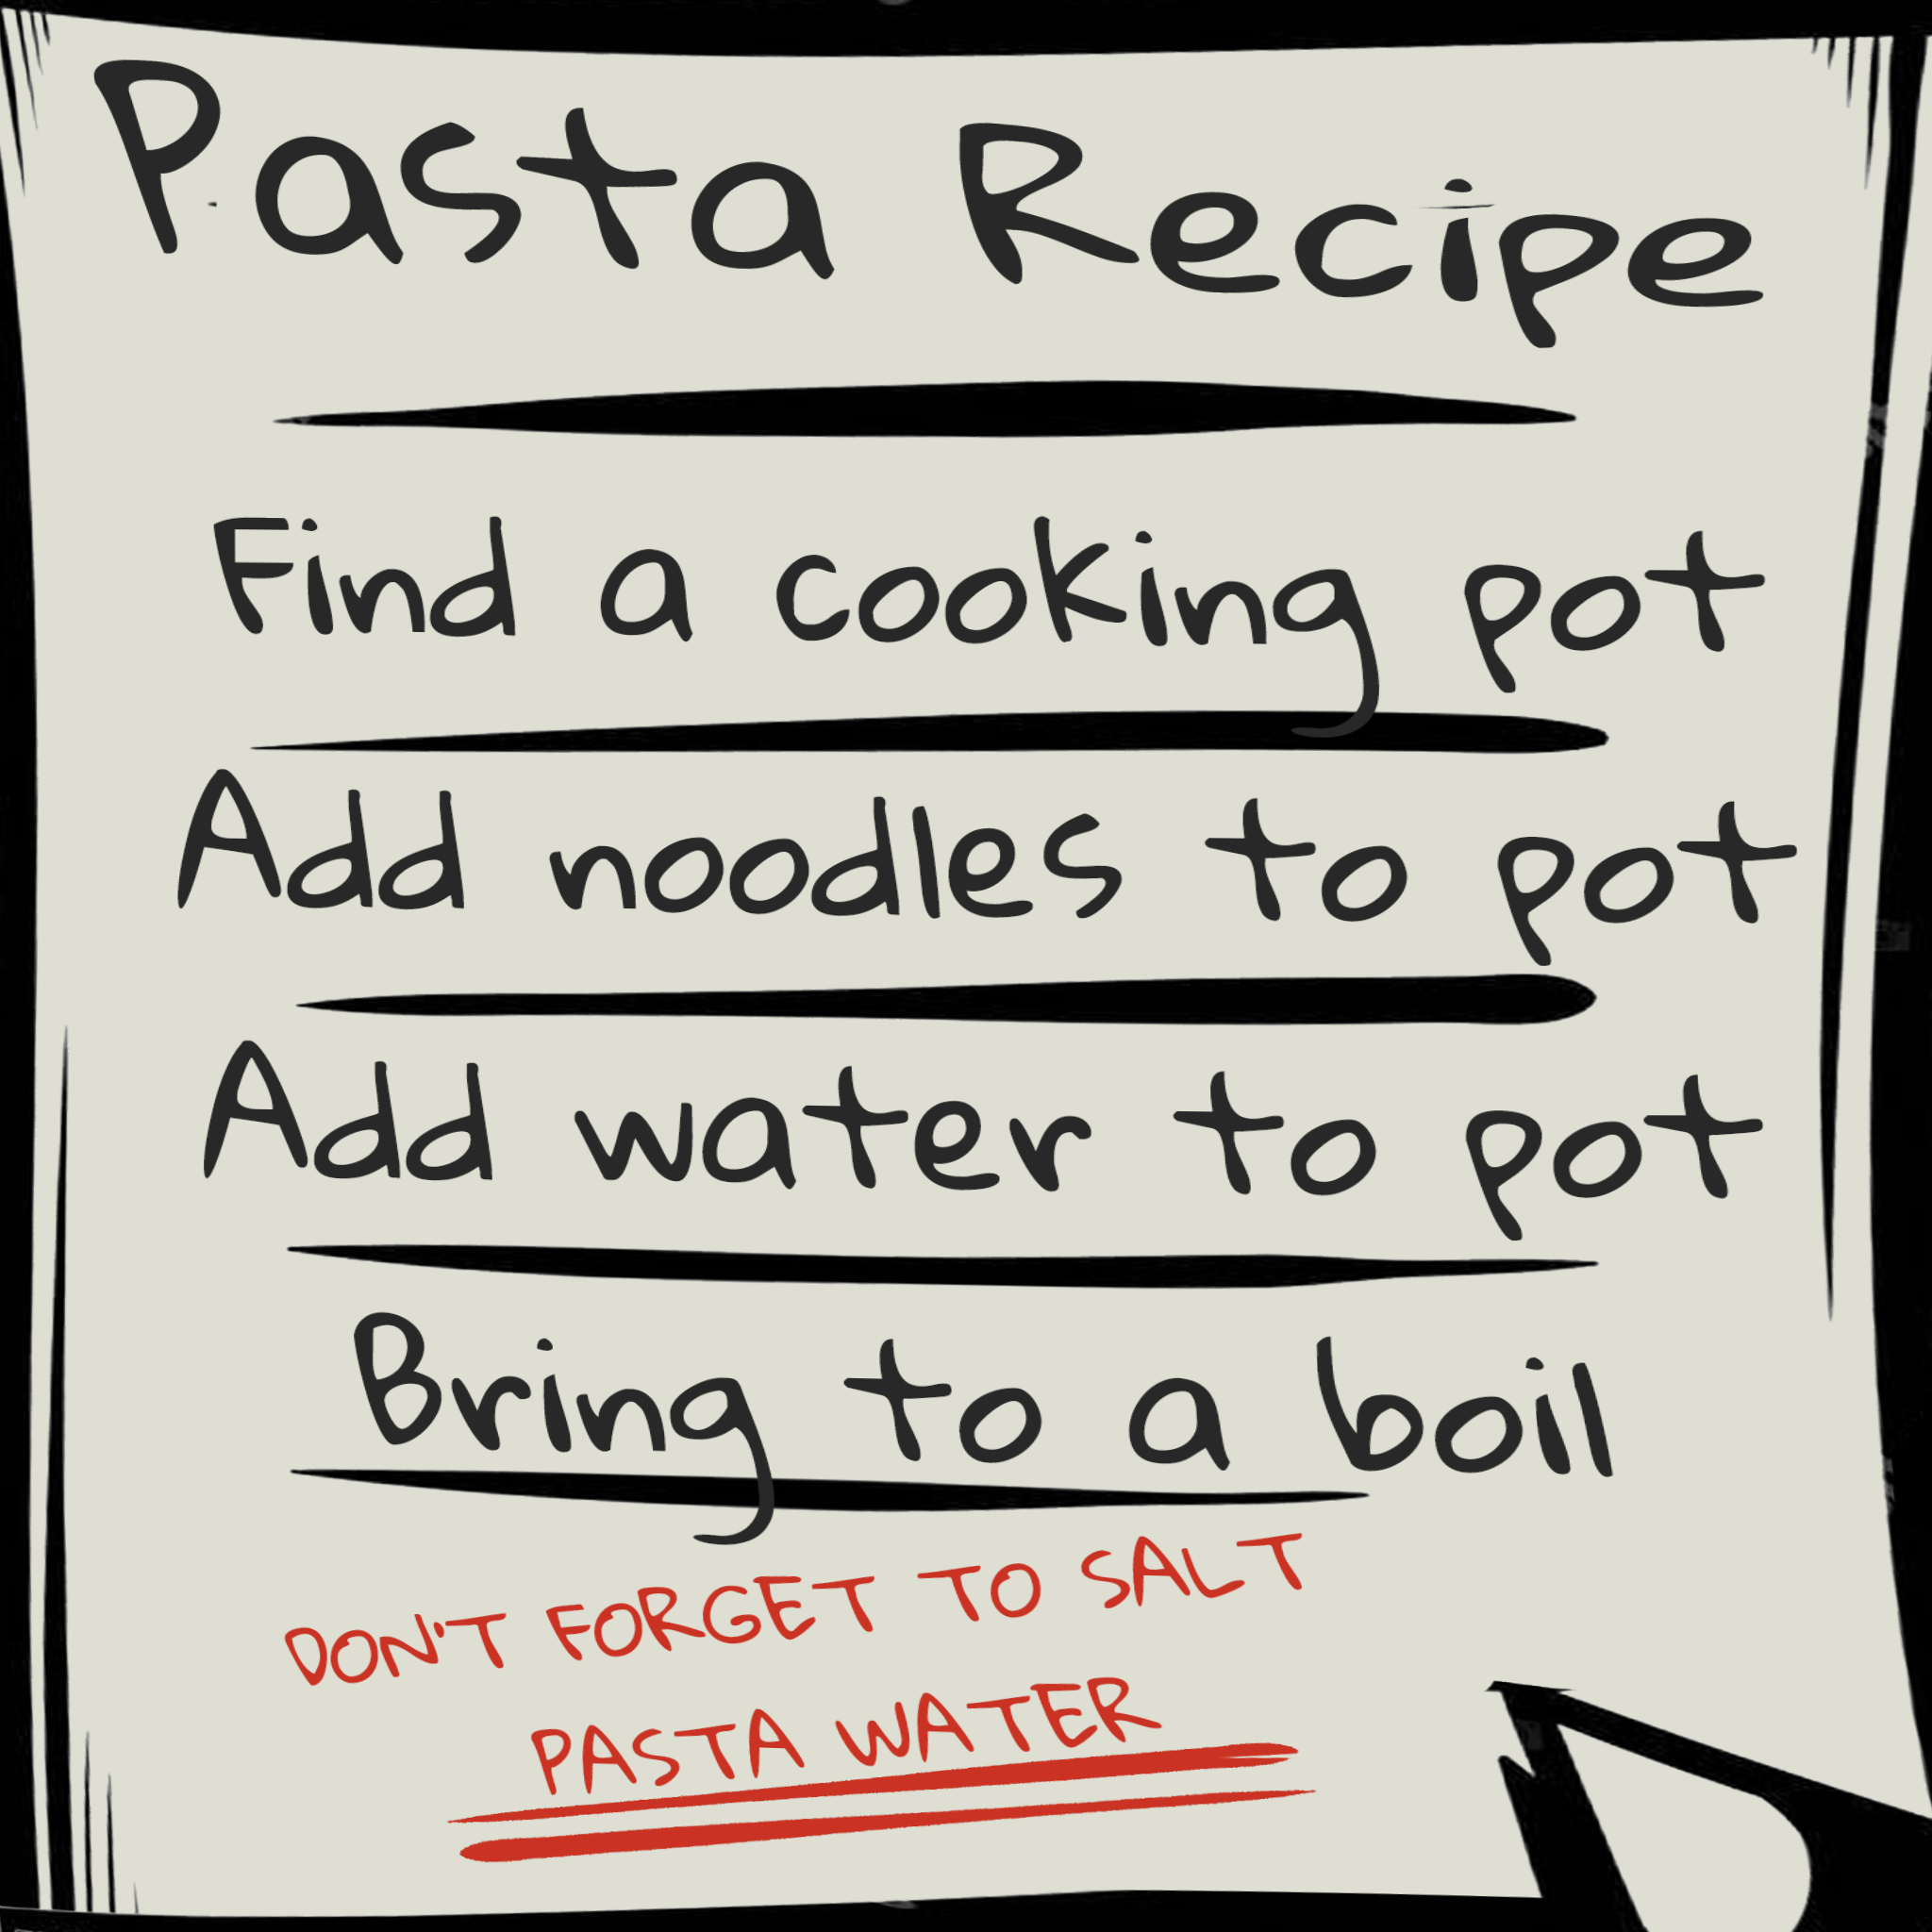 Pasta Recipe
Find a cooking pot
Add noodles to pot
Add water to pot
Bring to a boil
DON'T FORGET TO SALT
PASTA WATER